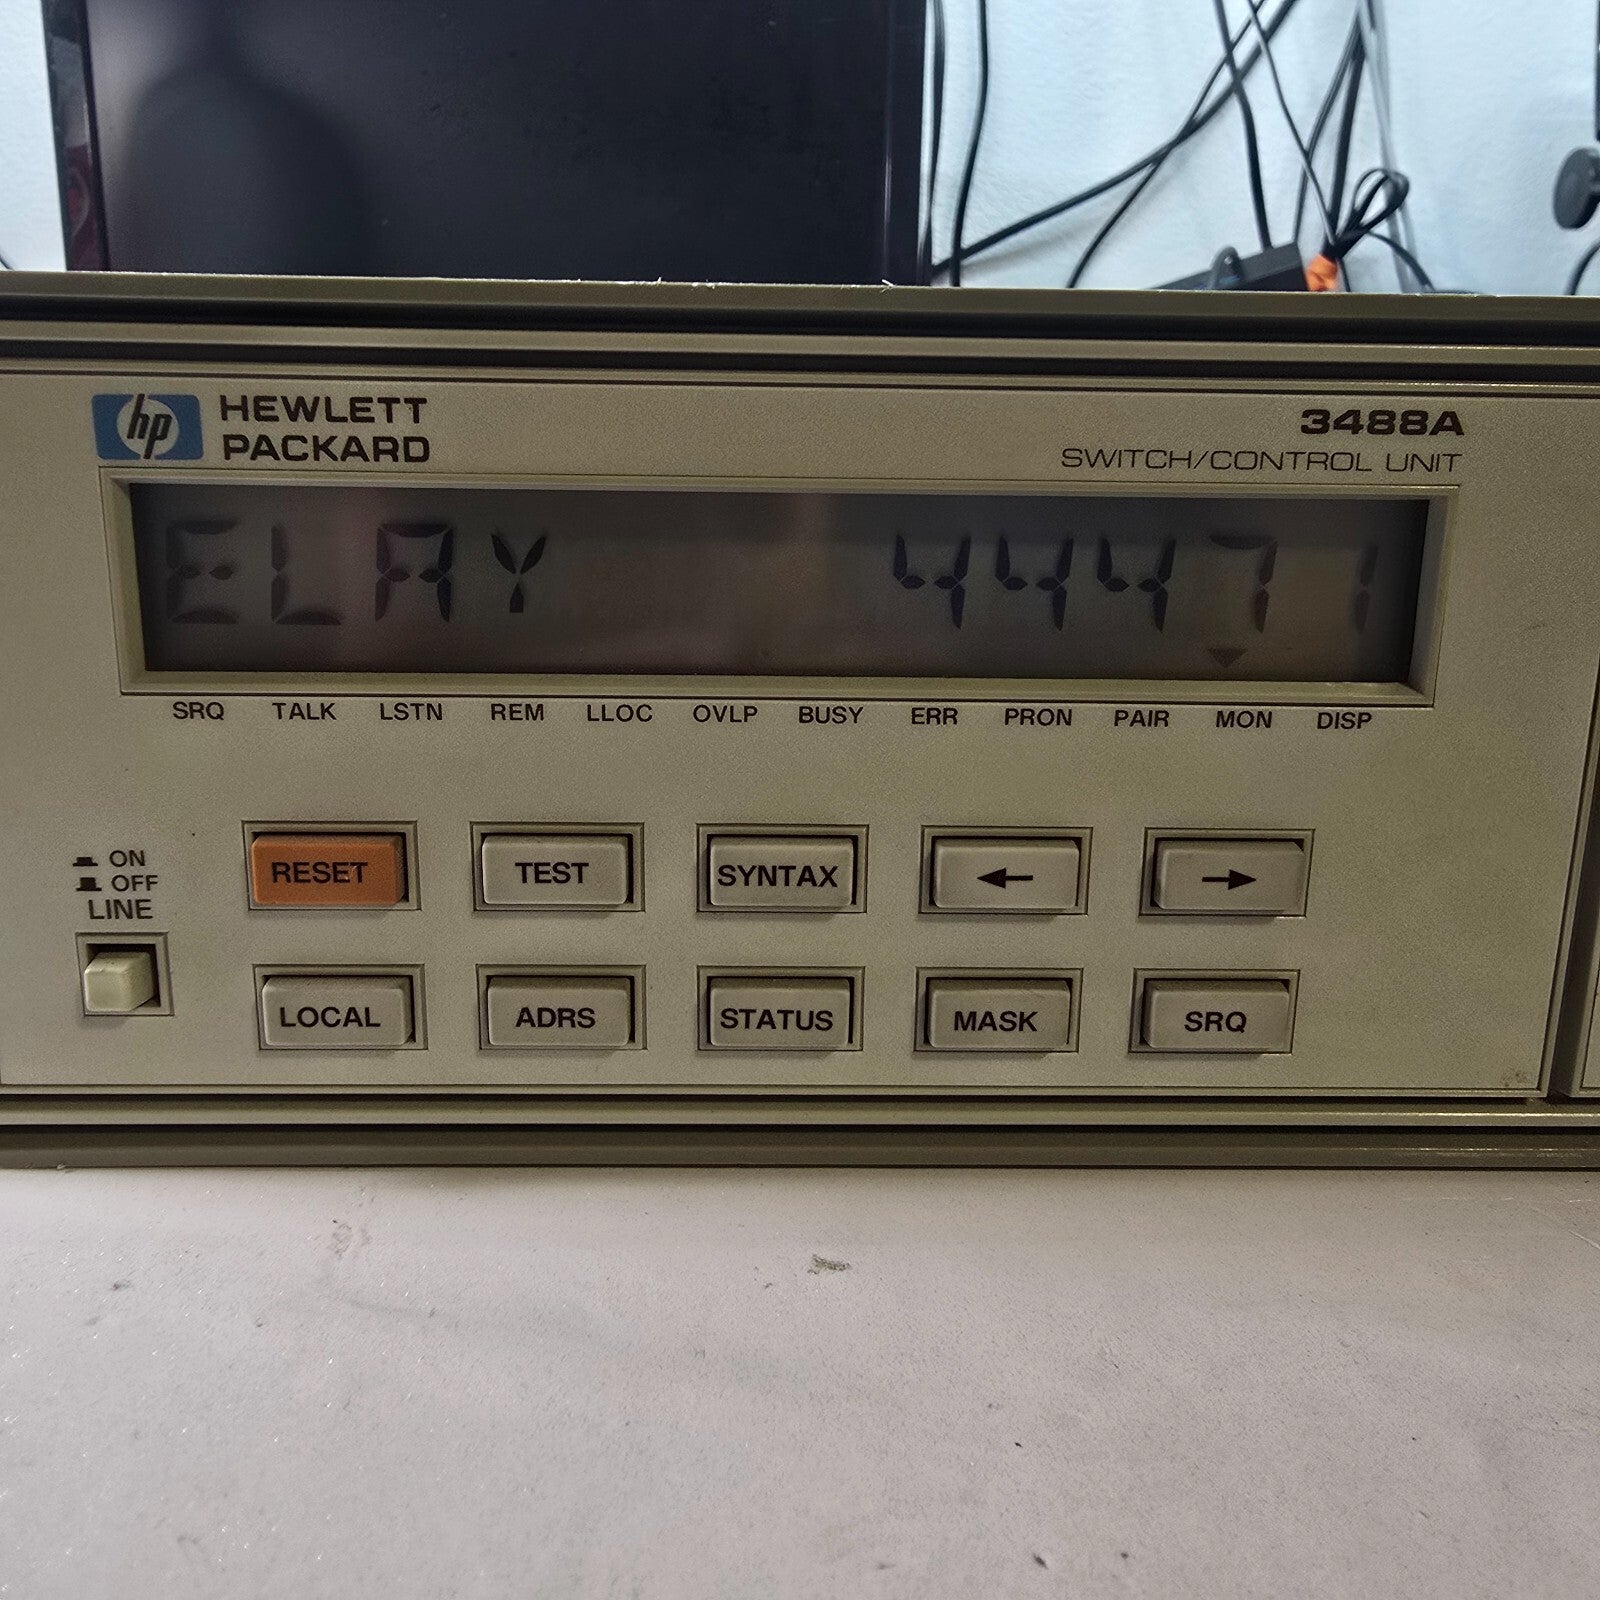 hp HEWLETT
PACKARD
3488A
SWITCH/CONTROL UNIT
ELAY 44471
SRQ TALK LSTN REM LLOC OVLP BUSY ERR PRON PAIR MON DISP
ON
OFF
LINE
RESET TEST SYNTAX ← →
LOCAL ADRS STATUS MASK SRQ